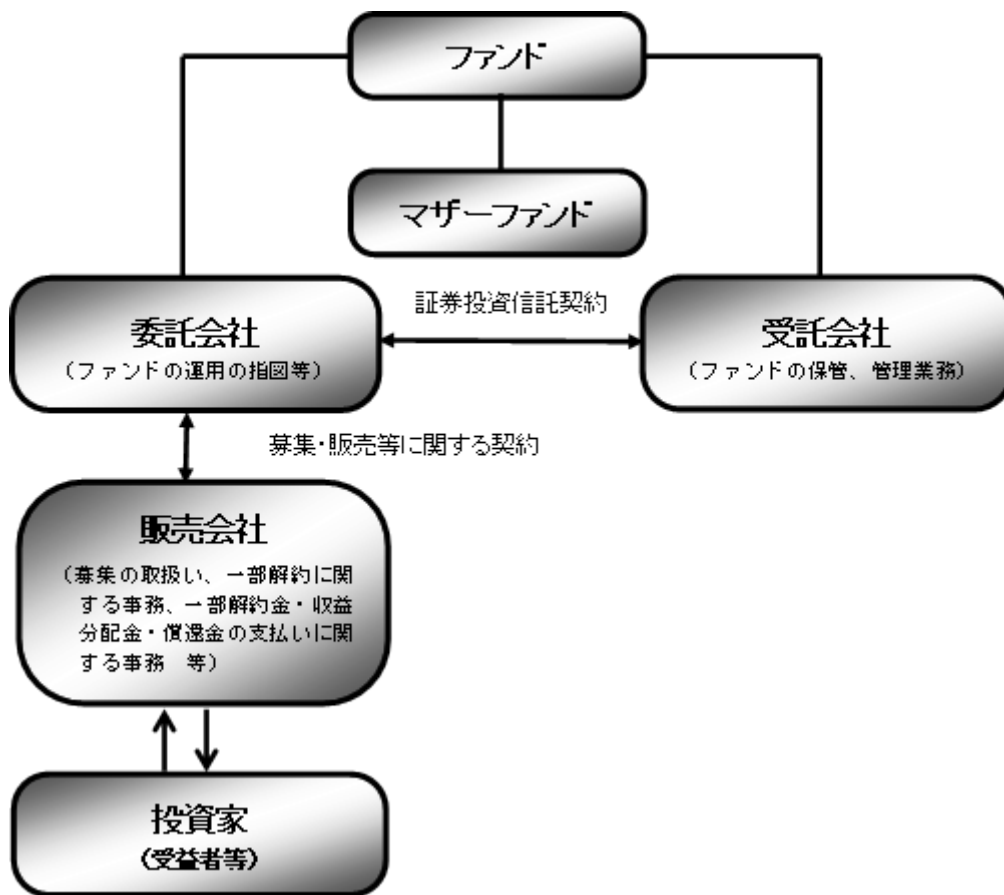 ファンド
マザーファンド
証券投資信託契約
委託会社
（ファンドの運用の指図等）
受託会社
（ファンドの保管、管理業務）
募集・販売等に関する契約
販売会社
（募集の取扱い、一部解約に関
する事務、一部解約金・収益
分配金・償還金の支払いに関
する事務　等）
投資家
（受益者等）